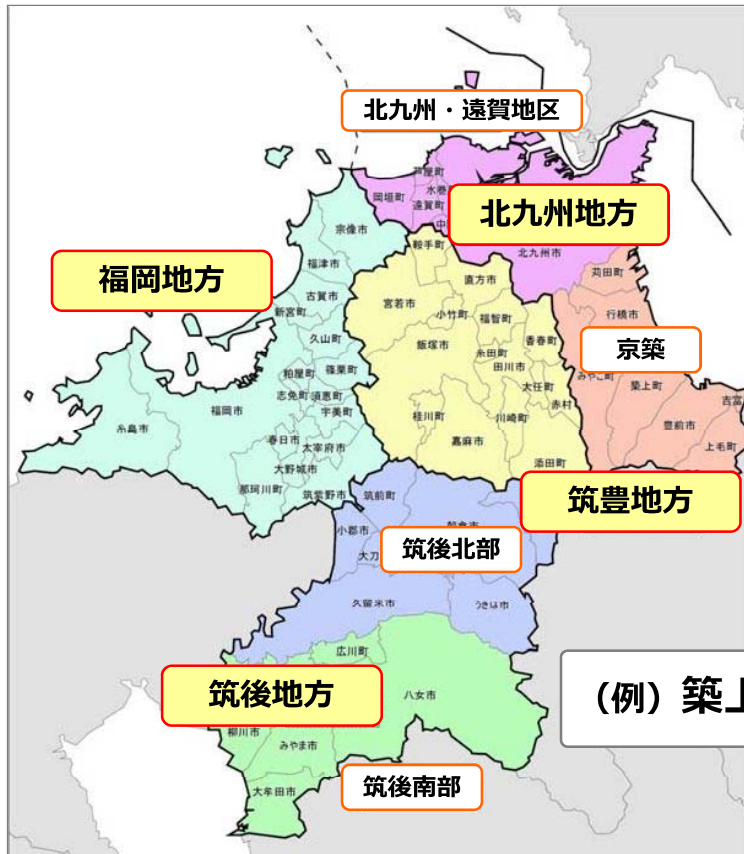 北九州・遠賀地区
芦屋町
水巻
岡垣町
遠賀町
中
北九州地方
宗像市
鞍手町
北九州市
福津市
直方市
苅田町
福岡地方
古賀市
宮若市
新宮町
小竹町
福智町
行橋市
久山町
飯塚市
香春町
糸田町
京築
篠栗町
粕屋町
田川市
みやこ町
志免町
須恵町
大任町
築上町
吉富
福岡市
宇美町
桂川町
川崎町
赤村
糸島市
豊前市
春日市
太宰府市
嘉麻市
上毛町
大野城市
添田町
那珂川町
筑紫野市
筑前町
筑豊地方
小郡市
朝倉市
大刀
筑後北部
久留米市
うきは市
広川町
筑後地方
八女市
(例)築上
柳川市
みやま市
筑後南部
大牟田市